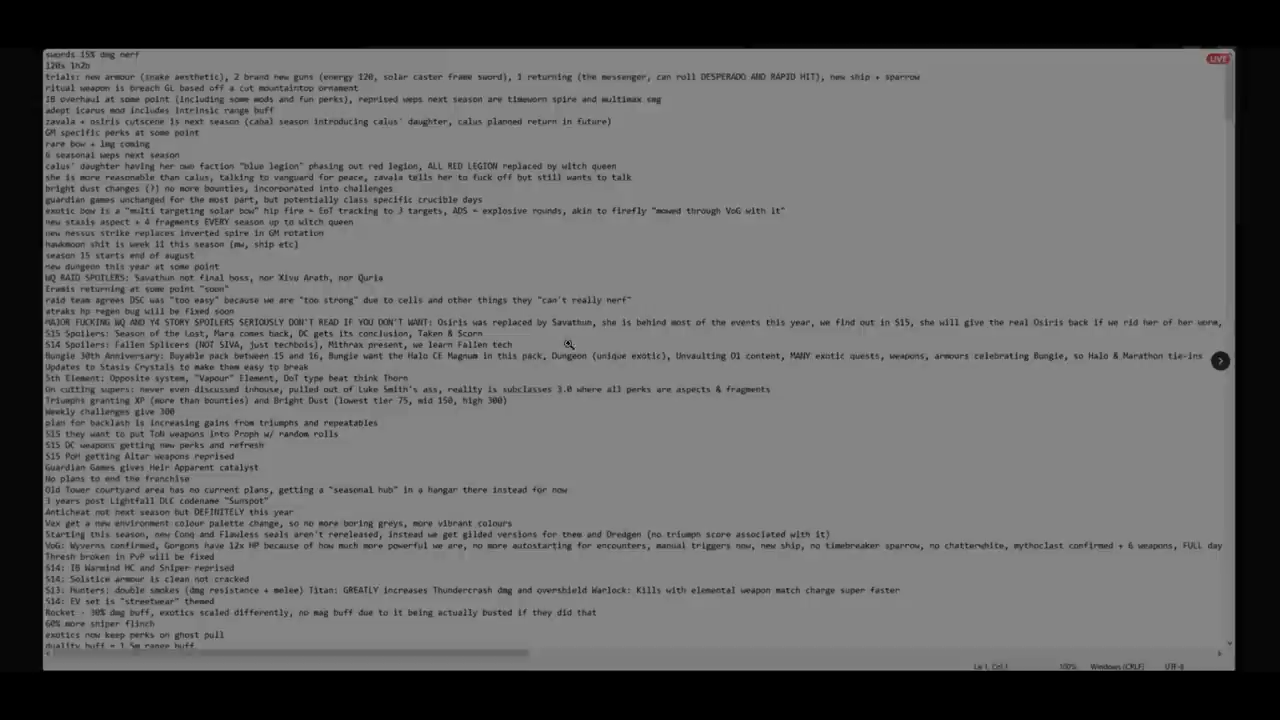 swords 15% dmg nerf
120s 1h2b
trials: new armour (snake aesthetic), 2 brand new guns (energy 120, solar caster frame sword), 1 returning (the messenger, can roll DESPERADO AND RAPID HIT), new ship + sparrow
ritual weapon is breach GL based off a cut mountaintop ornament
IB overhaul at some point (including some mods and fun perks), reprised weps next season are timeworn spire and multimax smg
adept icarus mod includes intrinsic range buff
zavala + osiris cutscene is next season (cabal season introducing calus' daughter, calus planned return in future)
GM specific perks at some point
rare bow + lmg coming
6 seasonal weps next season
calus' daughter having her own faction "blue legion" phasing out red legion, ALL RED LEGION replaced by witch queen
she is more reasonable than calus, talking to vanguard for peace, zavala tells her to fuck off but still wants to talk
bright dust changes (?) no more bounties, incorporated into challenges
guardian games unchanged for the most part, but potentially class specific crucible days
exotic bow is a "multi targeting solar bow" hip fire = EoT tracking to 3 targets, ADS = explosive rounds, akin to firefly "mowed through VoG with it"
new stasis aspect + 4 fragments EVERY season up to witch queen
new nessus strike replaces inverted spire in GM rotation
hawkmoon shit is week 11 this season (mw, ship etc)
season 15 starts end of august
new dungeon this year at some point
WQ RAID SPOILERS: Savathun not final boss, nor Xivu Arath, nor Quria
Eramis returning at some point "soon"
raid team agrees DSC was "too easy" because we are "too strong" due to cells and other things they "can't really nerf"
atraks hp regen bug will be fixed soon
MAJOR FUCKING WQ AND Y4 STORY SPOILERS SERIOUSLY DON'T READ IF YOU DON'T WANT: Osiris was replaced by Savathun, she is behind most of the events this year, we find out in S15, she will give the real Osiris back if we rid her of her worm,
S15 Spoilers: Season of the Lost, Mara comes back, DC gets its conclusion, Taken & Scorn
S14 Spoilers: Fallen Splicers (NOT SIVA, just techbois), Mithrax present, we learn Fallen tech
Bungie 30th Anniversary: Buyable pack between 15 and 16, Bungie want the Halo CE Magnum in this pack, Dungeon (unique exotic), Unvaulting D1 content, MANY exotic quests, weapons, armours celebrating Bungie, so Halo & Marathon tie-ins
Updates to Stasis Crystals to make them easy to break
5th Element: Opposite system, "Vapour" Element, DoT type beat think Thorn
On cutting supers: never even discussed inhouse, pulled out of Luke Smith's ass, reality is subclasses 3.0 where all perks are aspects & fragments
Triumphs granting XP (more than bounties) and Bright Dust (lowest tier 75, mid 150, high 300)
Weekly challenges give 300
plan for backlash is increasing gains from triumphs and repeatables
S15 they want to put ToN weapons into Proph w/ random rolls
S15 DC weapons getting new perks and refresh
S15 PoH getting Altar weapons reprised
Guardian Games gives Heir Apparent catalyst
No plans to end the franchise
Old Tower courtyard area has no current plans, getting a "seasonal hub" in a hangar there instead for now
3 years post Lightfall DLC codename "Sunspot"
Anticheat not next season but DEFINITELY this year
Vex get a new environment colour palette change, so no more boring greys, more vibrant colours
Starting this season, new Conq and Flawless seals aren't rereleased, instead we get gilded versions for them and Dredgen (no triumph score associated with it)
VoG: Wyverns confirmed, Gorgons have 12x HP because of how much more powerful we are, no more autostarting for encounters, manual triggers now, new ship, no timebreaker sparrow, no chatterwhite, mythoclast confirmed + 6 weapons, FULL day
Thresh broken in PvP will be fixed
S14: IB Warmind HC and Sniper reprised
S14: Solstice armour is clean not cracked
S13: Hunters: double smokes (dmg resistance + melee) Titan: GREATLY increases Thundercrash dmg and overshield Warlock: Kills with elemental weapon match charge super faster
S14: EV set is "streetwear" themed
Rocket - 30% dmg buff, exotics scaled differently, no mag buff due to it being actually busted if they did that
60% more sniper flinch
exotics now keep perks on ghost pull
duality buff = 1.5m range buff
LIVE
Ln 1, Col 1
100%
Windows (CRLF)
UTF-8